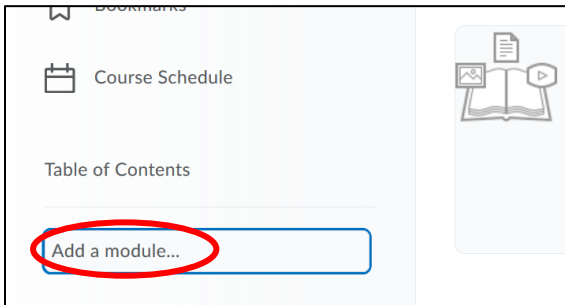 Bookmarks
Course Schedule
Table of Contents
Add a module...